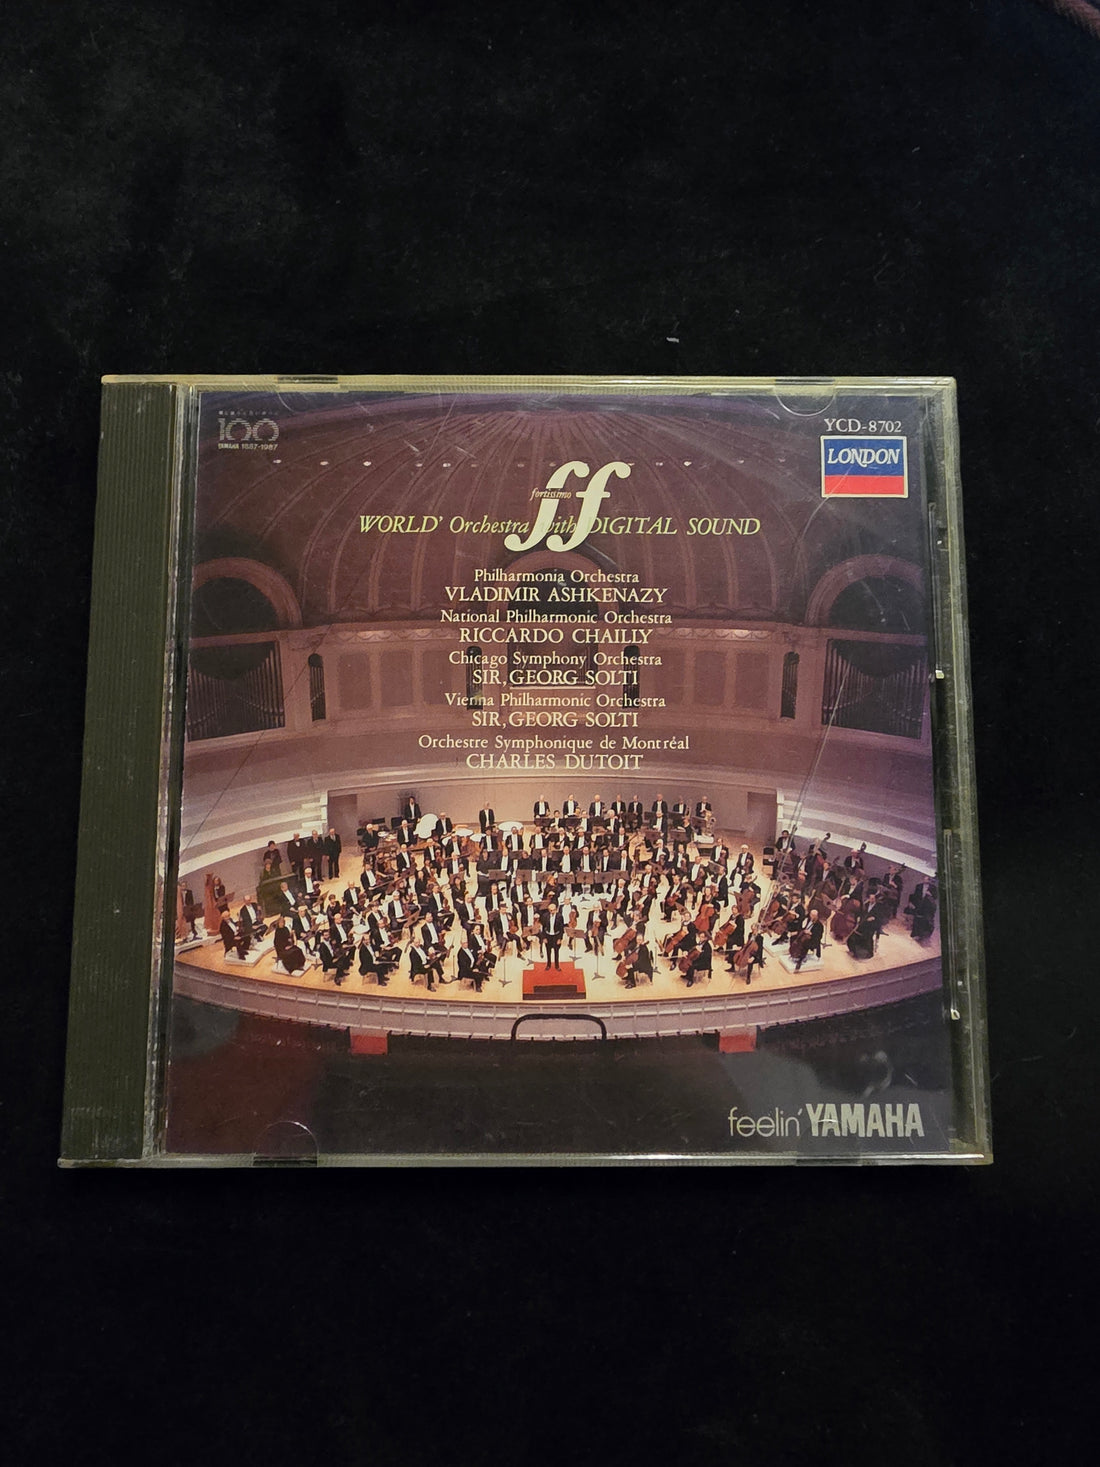 100
YAMAHA 1887-1987
YCD-8702
LONDON
ff
fortissimo
WORLD' Orchestra with DIGITAL SOUND
Philharmonia Orchestra
VLADIMIR ASHKENAZY
National Philharmonic Orchestra
RICCARDO CHAILLY
Chicago Symphony Orchestra
SIR, GEORG SOLTI
Vienna Philharmonic Orchestra
SIR, GEORG SOLTI
Orchestre Symphonique de Montréal
CHARLES DUTOIT
feelin' YAMAHA